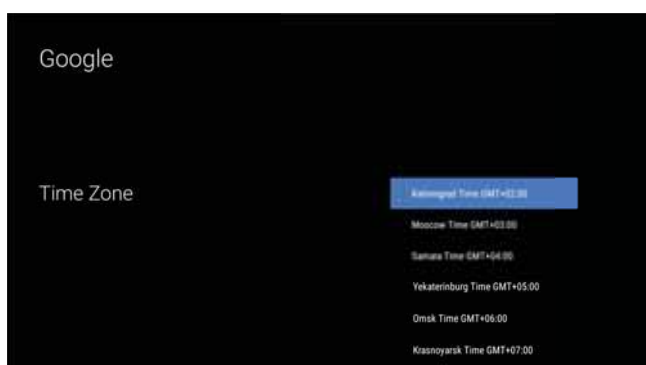 Google
Time Zone
Kaliningrad Time GMT+02:00
Moscow Time GMT+03:00
Samara Time GMT+04:00
Yekaterinburg Time GMT+05:00
Omsk Time GMT+06:00
Krasnoyarsk Time GMT+07:00